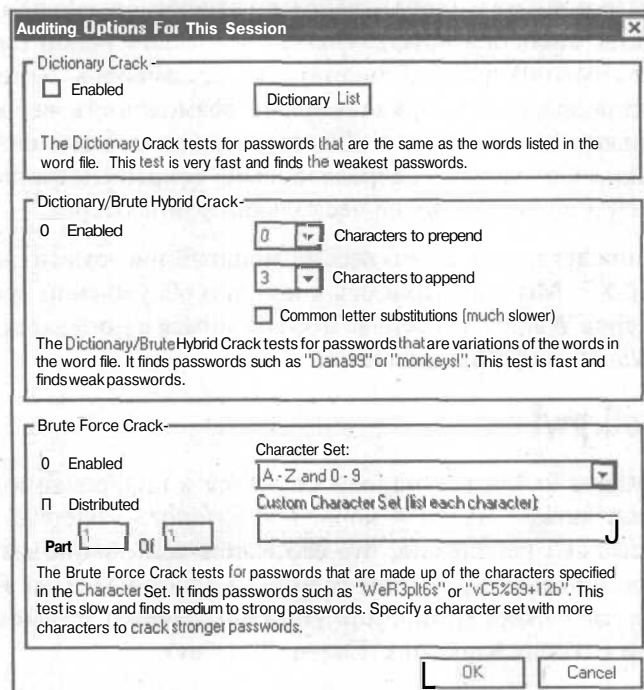 Auditing Options For This Session
Dictionary Crack
Enabled
Dictionary List
The Dictionary Crack tests for passwords that are the same as the words listed in the
word file. This test is very fast and finds the weakest passwords.
Dictionary/Brute Hybrid Crack
0 Enabled
0 Characters to prepend
3 Characters to append
Common letter substitutions (much slower)
The Dictionary/Brute Hybrid Crack tests for passwords that are variations of the words in
the word file. It finds passwords such as "Dana99" or "monkeys!". This test is fast and
finds weak passwords.
Brute Force Crack
Character Set:
0 Enabled
A - Z and 0 - 9
П Distributed
Custom Character Set (list each character):
Part Of
The Brute Force Crack tests for passwords that are made up of the characters specified
in the Character Set. It finds passwords such as "WeR3plt6s" or "vC5%69+12b". This
test is slow and finds medium to strong passwords. Specify a character set with more
characters to crack stronger passwords.
OK Cancel